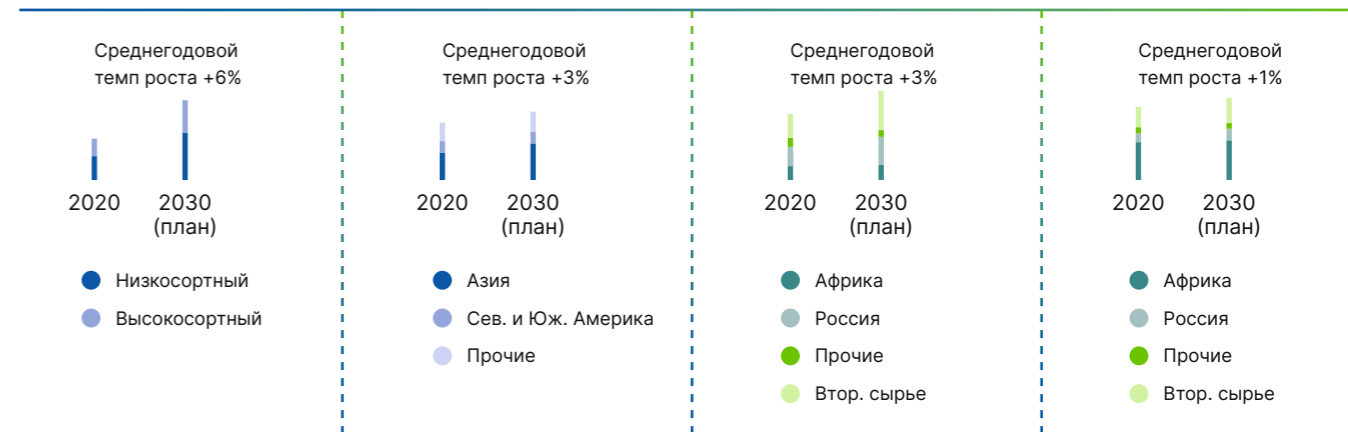 Среднегодовой
темп роста +6%
2020
2030
(план)
Низкосортный
Высокосортный
Среднегодовой
темп роста +3%
2020
2030
(план)
Азия
Сев. и Юж. Америка
Прочие
Среднегодовой
темп роста +3%
2020
2030
(план)
Африка
Россия
Прочие
Втор. сырье
Среднегодовой
темп роста +1%
2020
2030
(план)
Африка
Россия
Прочие
Втор. сырье